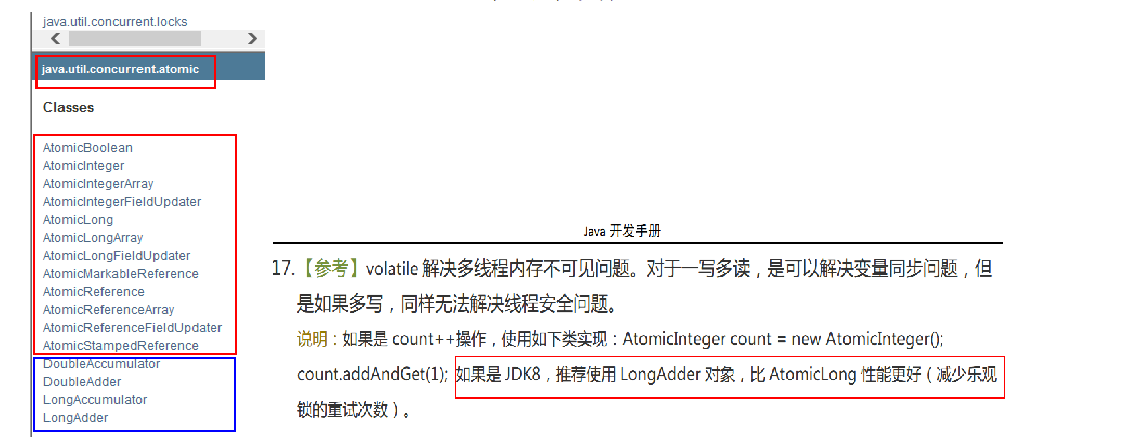 java.util.concurrent.locks
java.util.concurrent.atomic
Classes
AtomicBoolean
AtomicInteger
AtomicIntegerArray
AtomicIntegerFieldUpdater
AtomicLong
AtomicLongArray
AtomicLongFieldUpdater
AtomicMarkableReference
AtomicReference
AtomicReferenceArray
AtomicReferenceFieldUpdater
AtomicStampedReference
DoubleAccumulator
DoubleAdder
LongAccumulator
LongAdder
Java 开发手册
17.【参考】volatile 解决多线程内存不可见问题。对于一写多读，是可以解决变量同步问题，但
是如果多写，同样无法解决线程安全问题。
说明：如果是 count++操作，使用如下类实现：AtomicInteger count = new AtomicInteger();
count.addAndGet(1); 如果是 JDK8，推荐使用 LongAdder 对象，比 AtomicLong 性能更好（减少乐观
锁的重试次数）。